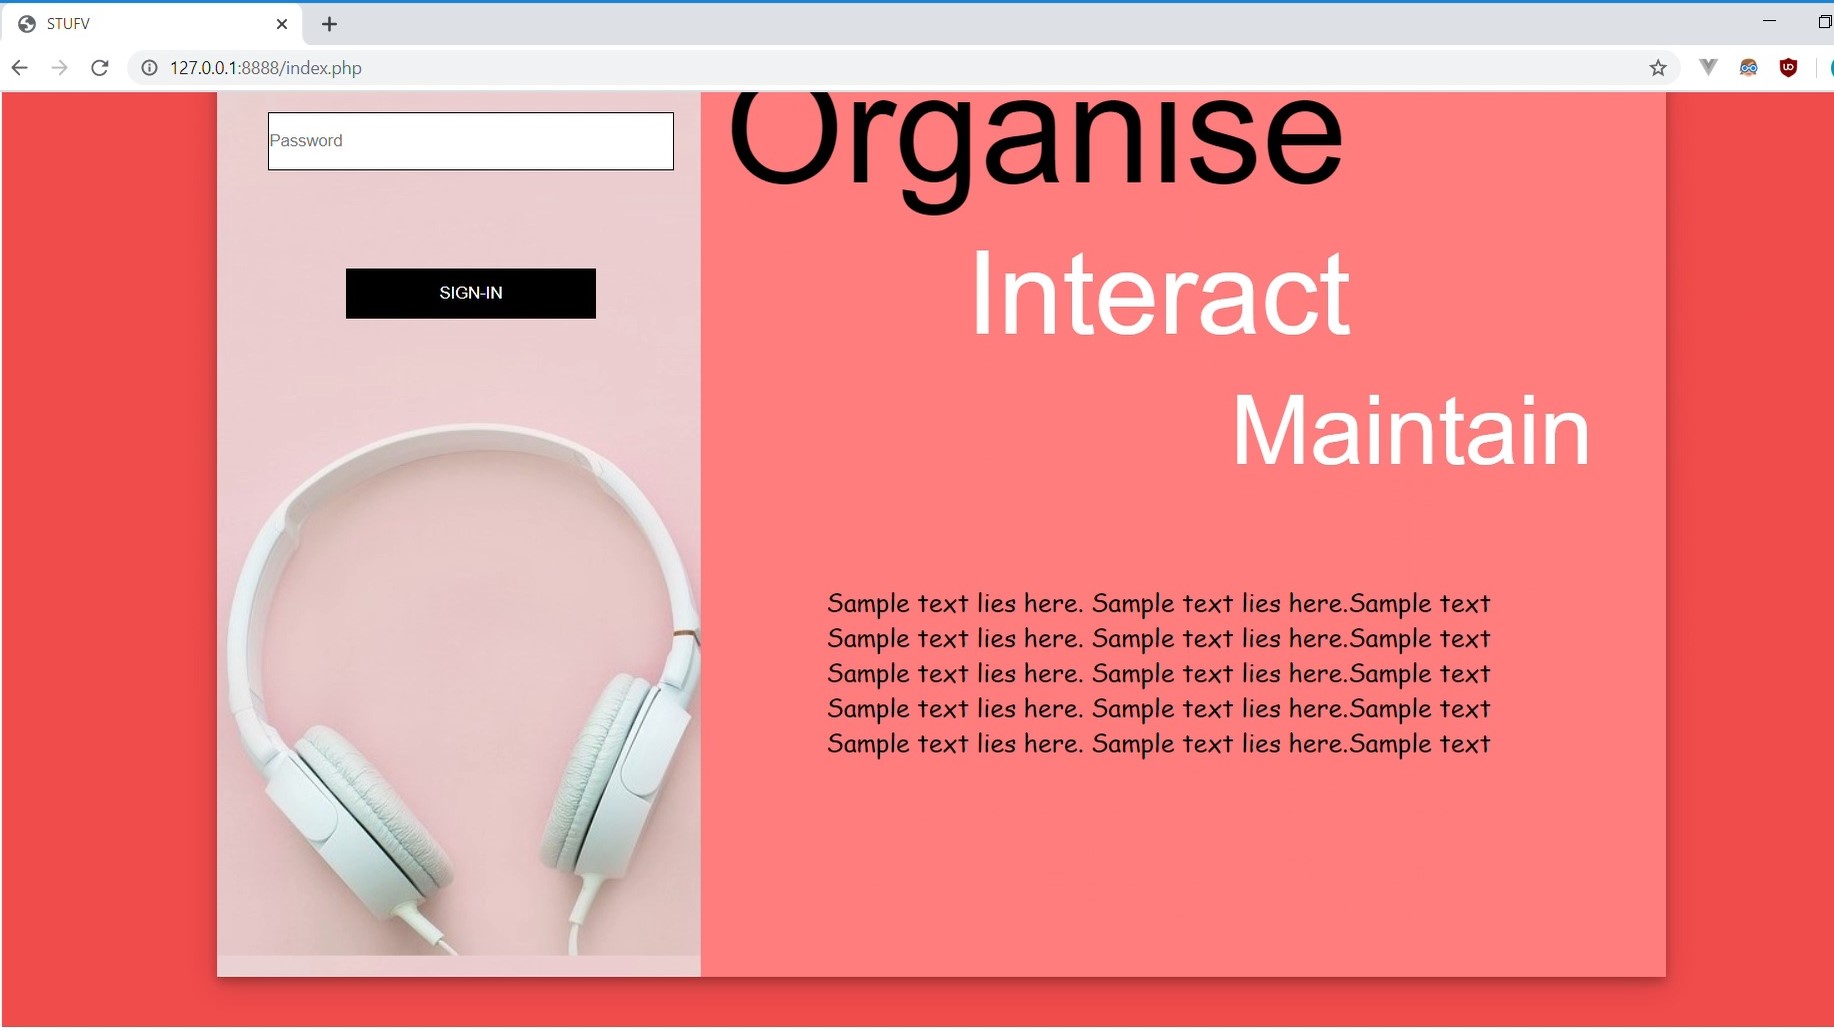 STUFV
127.0.0.1:8888/index.php
Password
SIGN-IN
Organise
Interact
Maintain
Sample text lies here. Sample text lies here.Sample text
Sample text lies here. Sample text lies here.Sample text
Sample text lies here. Sample text lies here.Sample text
Sample text lies here. Sample text lies here.Sample text
Sample text lies here. Sample text lies here.Sample text